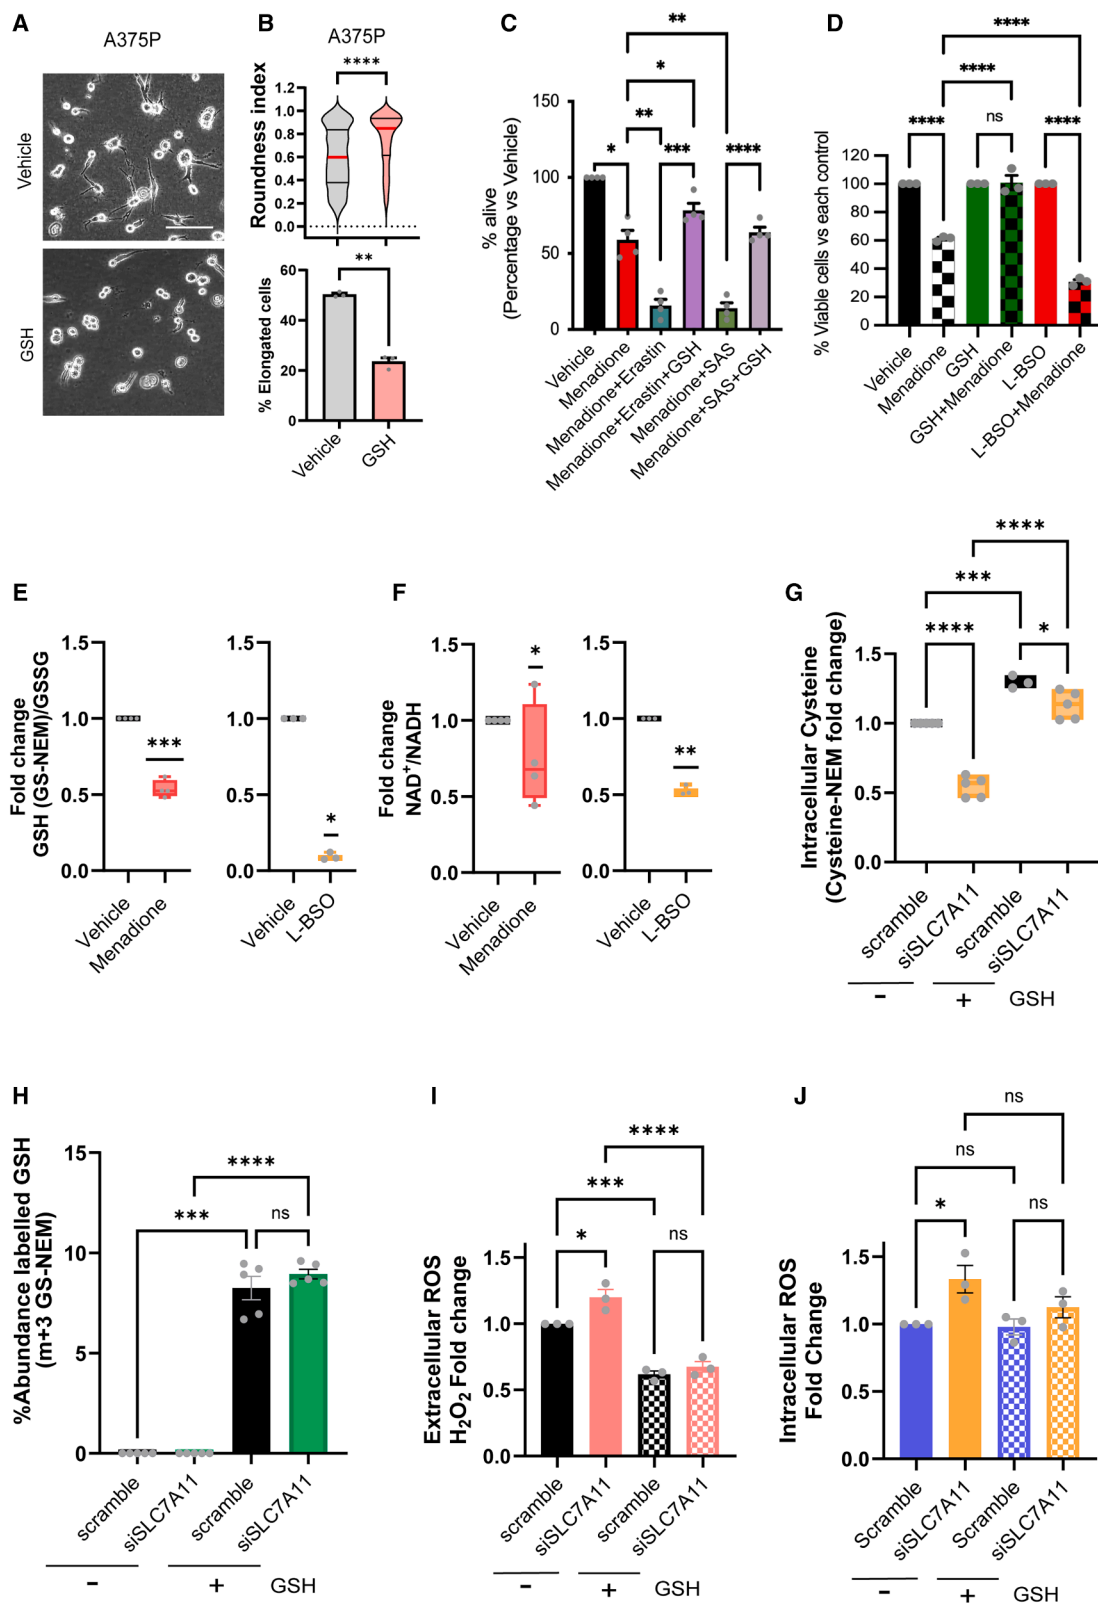 A
A375P
Vehicle
GSH
B
A375P
****
Roundness index
1.2
1.0
0.8
0.6
0.4
0.2
0.0
**
% Elongated cells
60
40
20
0
Vehicle
GSH
C
**
*
**
***
*
****
% alive
(Percentage vs Vehicle)
150
100
50
0
Vehicle
Menadione
Menadione+Erastin
Menadione+Erastin+GSH
Menadione+SAS
Menadione+SAS+GSH
D
****
****
****
ns
****
% Viable cells vs each control
120
100
80
60
40
20
0
Vehicle
Menadione
GSH
GSH+Menadione
L-BSO
L-BSO+Menadione
E
Fold change
GSH (GS-NEM)/GSSG
1.5
1.0
0.5
0.0
***
Vehicle
Menadione
1.5
1.0
0.5
0.0
*
Vehicle
L-BSO
F
Fold change
NAD⁺/NADH
1.5
1.0
0.5
0.0
*
Vehicle
Menadione
1.5
1.0
0.5
0.0
**
Vehicle
L-BSO
G
****
***
****
*
Intracellular Cysteine
(Cysteine-NEM fold change)
1.5
1.0
0.5
0.0
scramble
siSLC7A11
scramble
siSLC7A11
-
+
GSH
H
%Abundance labelled GSH
(m+3 GS-NEM)
15
10
5
0
****
***
ns
scramble
siSLC7A11
scramble
siSLC7A11
-
+
GSH
I
****
***
*
ns
Extracellular ROS
H₂O₂ Fold change
1.5
1.0
0.5
0.0
Scramble
siSLC7A11
Scramble
siSLC7A11
-
+
GSH
J
ns
ns
*
ns
Intracellular ROS
Fold Change
1.5
1.0
0.5
0.0
Scramble
siSLC7A11
Scramble
siSLC7A11
-
+
GSH